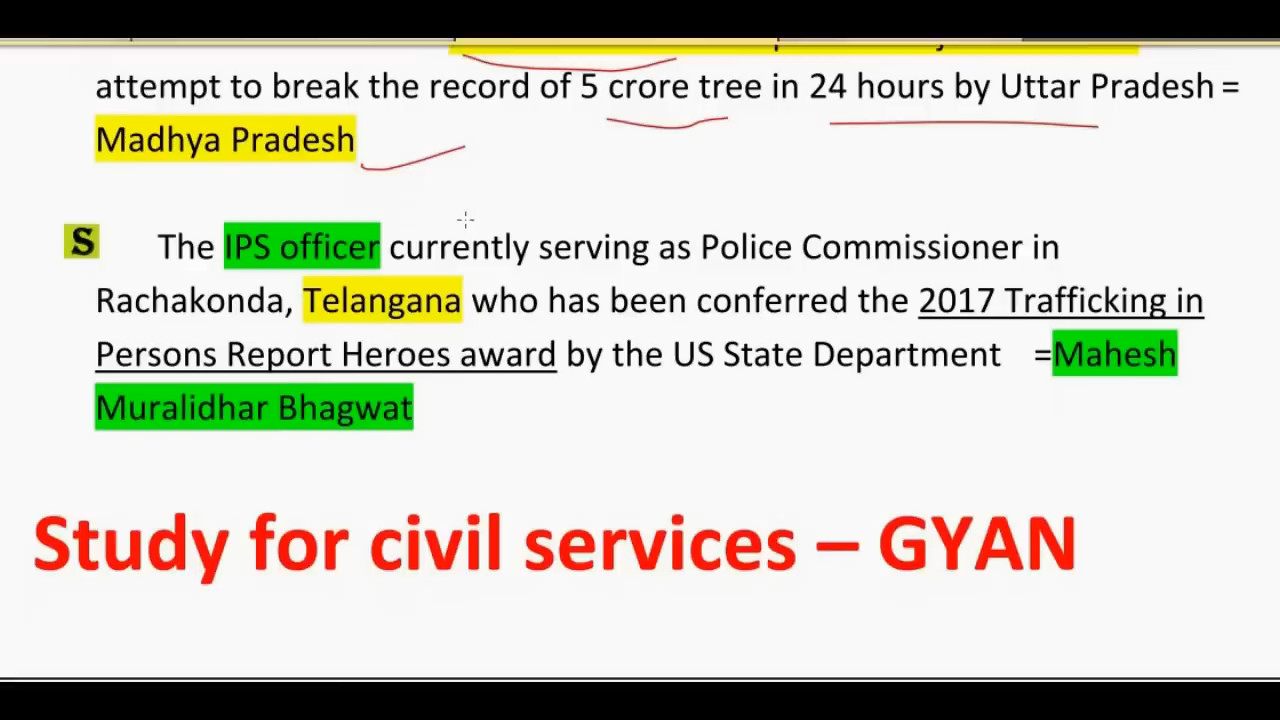 attempt to break the record of 5 crore tree in 24 hours by Uttar Pradesh =
Madhya Pradesh
S The IPS officer currently serving as Police Commissioner in
Rachakonda, Telangana who has been conferred the 2017 Trafficking in
Persons Report Heroes award by the US State Department =Mahesh
Muralidhar Bhagwat
Study for civil services – GYAN